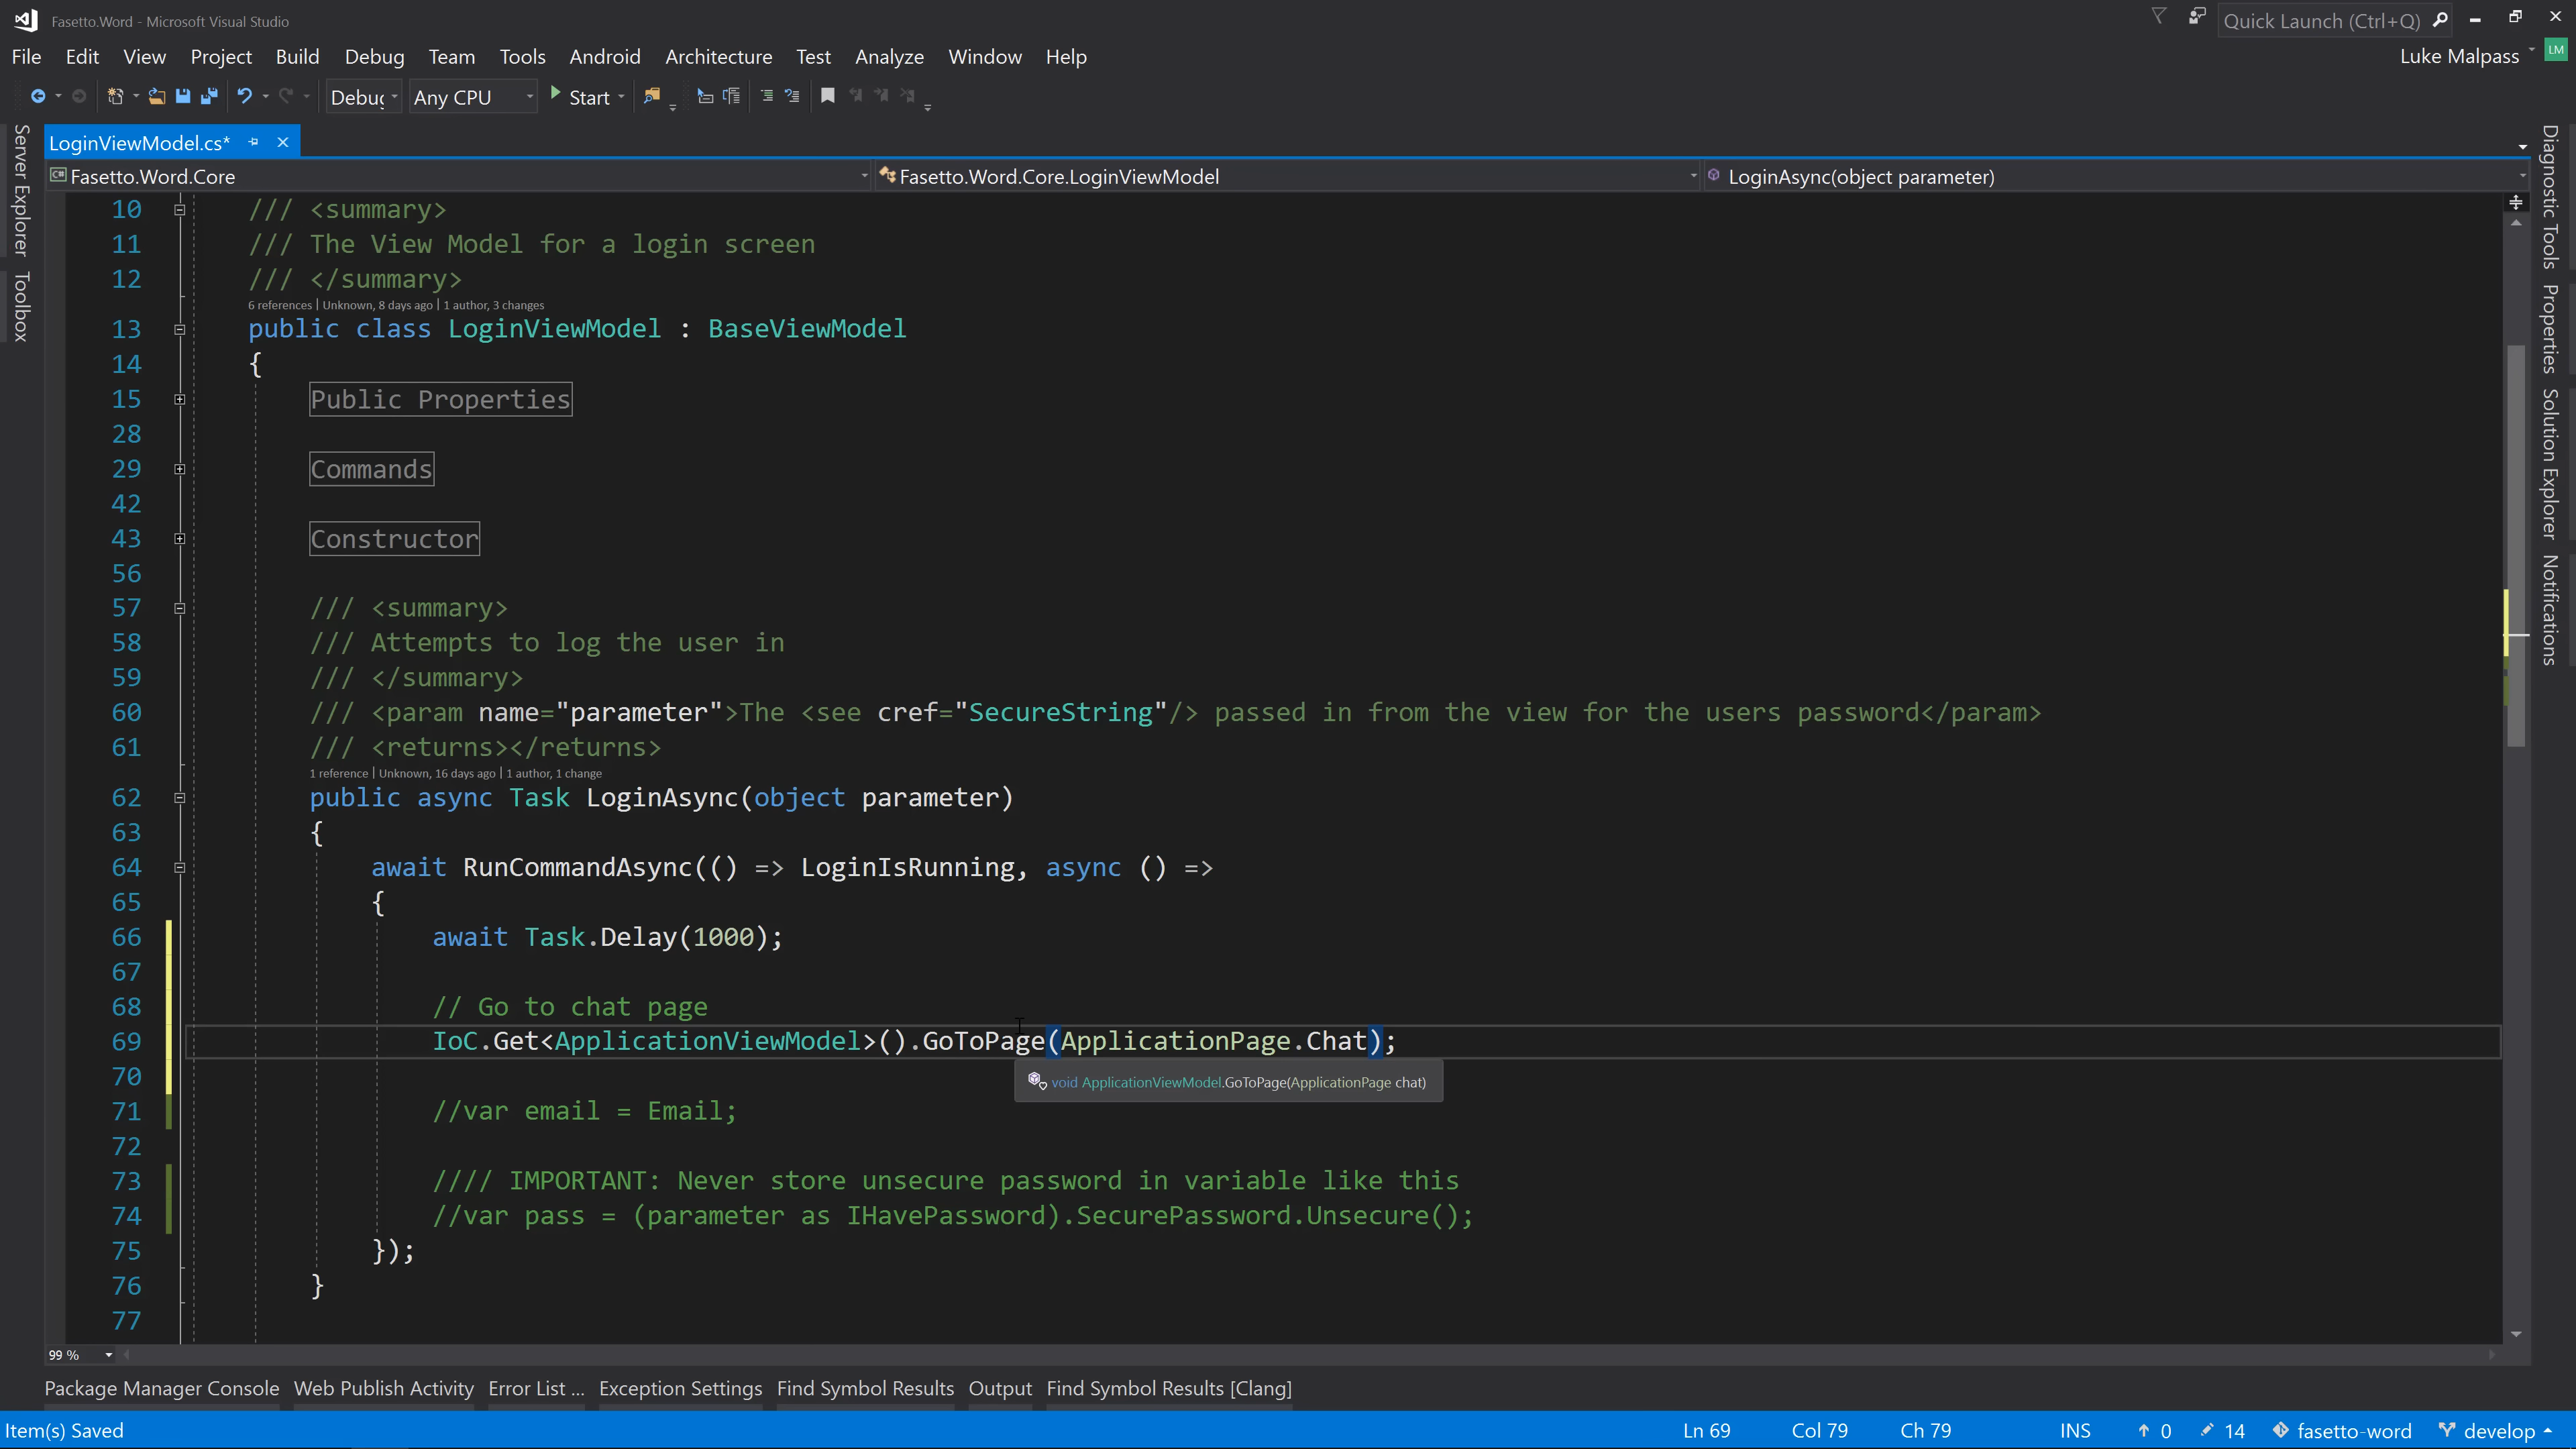 Fasetto.Word - Microsoft Visual Studio
Quick Launch (Ctrl+Q)
File Edit View Project Build Debug Team Tools Android Architecture Test Analyze Window Help
Luke Malpass LM
Debug Any CPU Start
Server Explorer
Toolbox
LoginViewModel.cs*
Diagnostic Tools
Properties
Solution Explorer
Notifications
C# Fasetto.Word.Core Fasetto.Word.Core.LoginViewModel LoginAsync(object parameter)
10 /// <summary>
11 /// The View Model for a login screen
12 /// </summary>
6 references | Unknown, 8 days ago | 1 author, 3 changes
13 public class LoginViewModel : BaseViewModel
14 {
15 Public Properties
28
29 Commands
42
43 Constructor
56
57 /// <summary>
58 /// Attempts to log the user in
59 /// </summary>
60 /// <param name="parameter">The <see cref="SecureString"/> passed in from the view for the users password</param>
61 /// <returns></returns>
1 reference | Unknown, 16 days ago | 1 author, 1 change
62 public async Task LoginAsync(object parameter)
63 {
64 await RunCommandAsync(() => LoginIsRunning, async () =>
65 {
66 await Task.Delay(1000);
67
68 // Go to chat page
69 IoC.Get<ApplicationViewModel>().GoToPage(ApplicationPage.Chat);
70
void ApplicationViewModel.GoToPage(ApplicationPage chat)
71 //var email = Email;
72
73 //// IMPORTANT: Never store unsecure password in variable like this
74 //var pass = (parameter as IHavePassword).SecurePassword.Unsecure();
75 });
76 }
77
99 %
Package Manager Console Web Publish Activity Error List ... Exception Settings Find Symbol Results Output Find Symbol Results [Clang]
Item(s) Saved Ln 69 Col 79 Ch 79 INS 0 14 fasetto-word develop